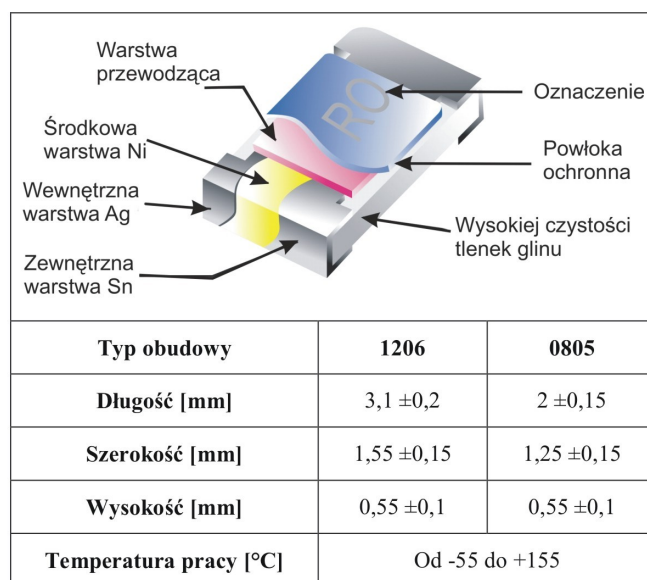 Warstwa
przewodząca
Oznaczenie
RO
Środkowa
warstwa Ni
Powłoka
ochronna
Wewnętrzna
warstwa Ag
Wysokiej czystości
tlenek glinu
Zewnętrzna
warstwa Sn
Typ obudowy 1206 0805
Długość [mm] 3,1 ±0,2 2 ±0,15
Szerokość [mm] 1,55 ±0,15 1,25 ±0,15
Wysokość [mm] 0,55 ±0,1 0,55 ±0,1
Temperatura pracy [°C] Od -55 do +155